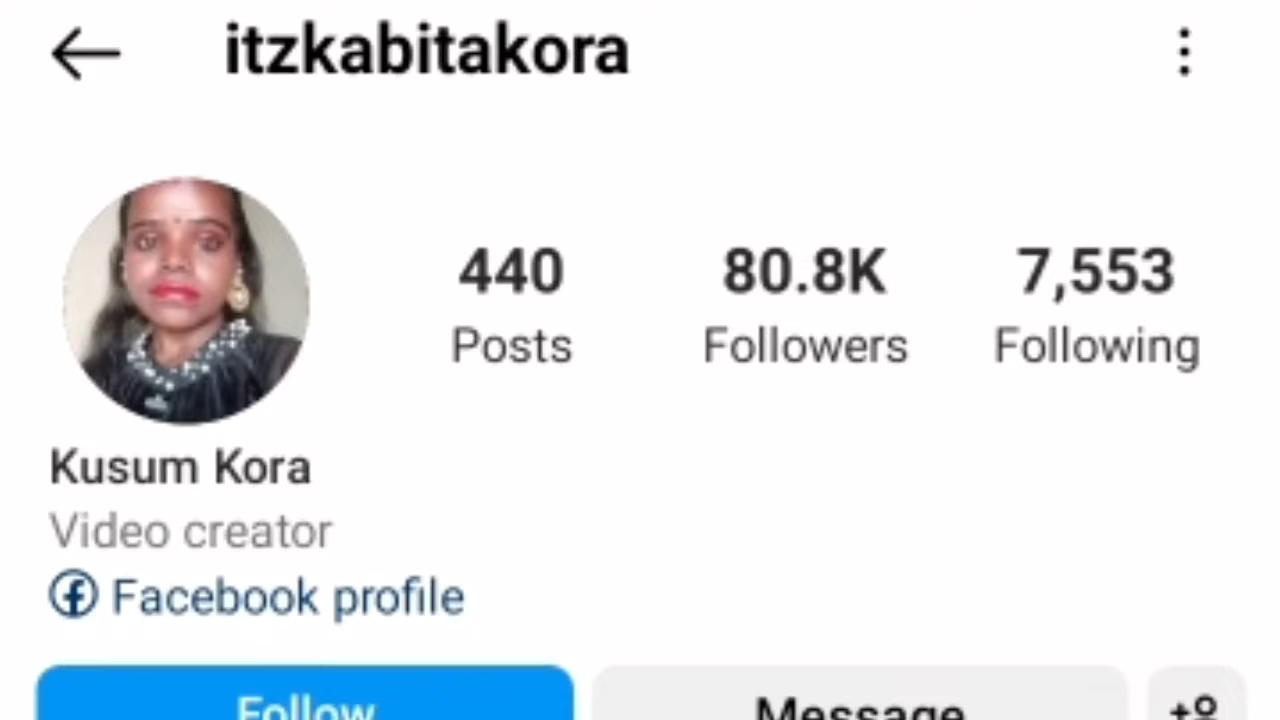 itzkabitakora
440 80.8K 7,553
Posts Followers Following
Kusum Kora
Video creator
Facebook profile
Follow Message